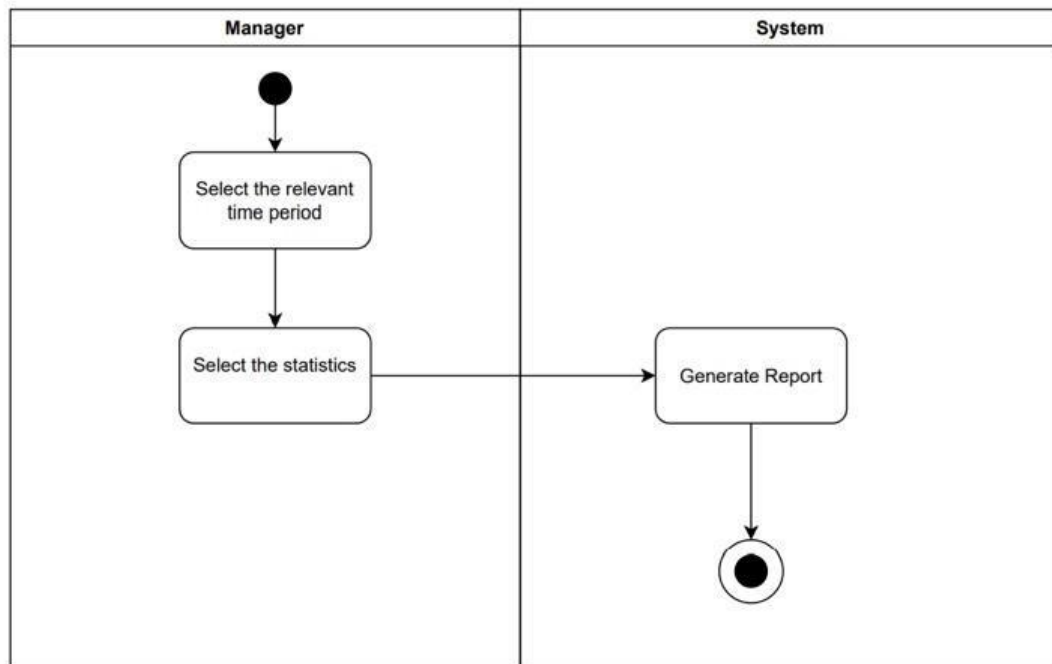 Manager
System
Select the relevant
time period
Select the statistics
Generate Report